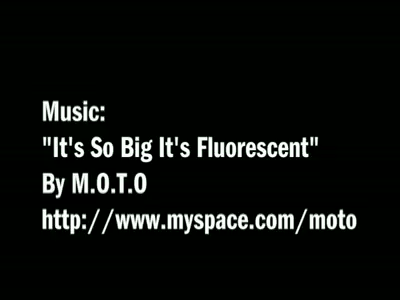 Music:
"It's So Big It's Fluorescent"
By M.O.T.O
http://www.myspace.com/moto